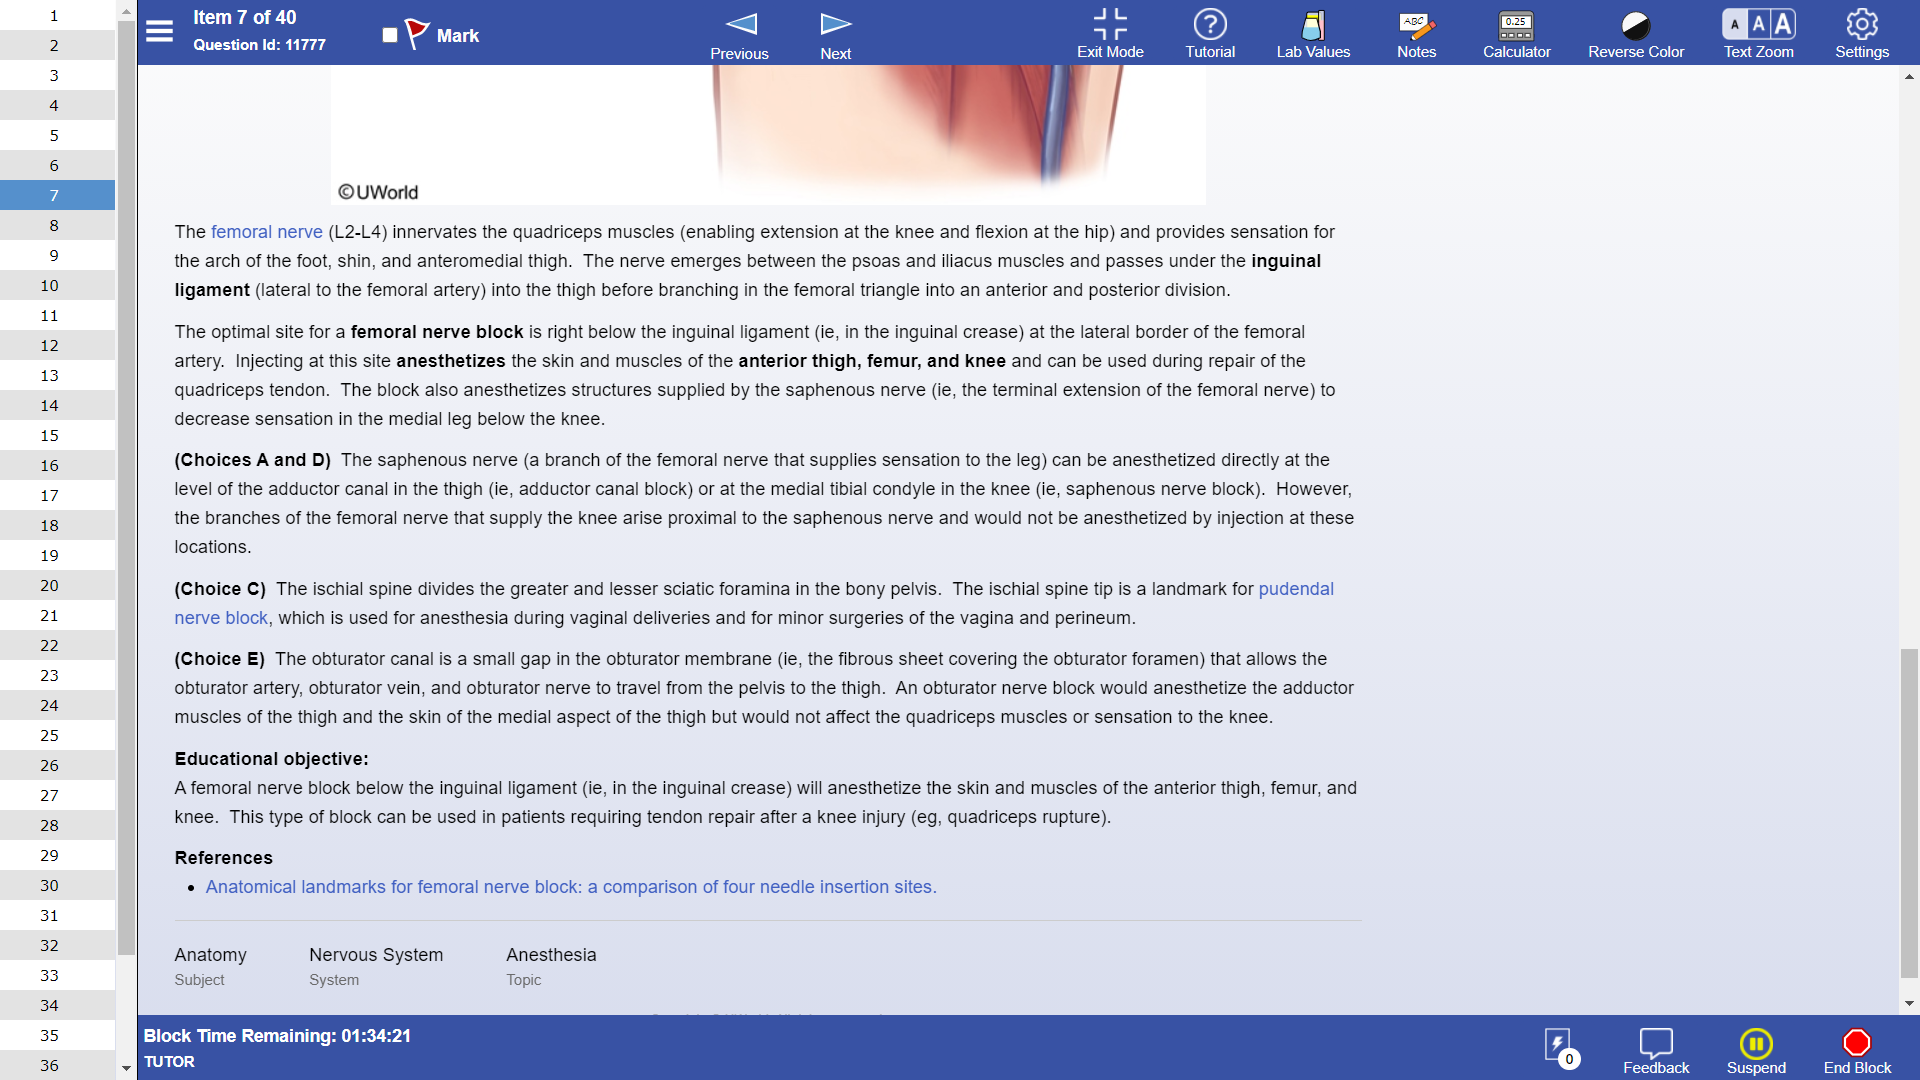 Item 7 of 40
Question Id: 11777
Mark
Previous
Next
Exit Mode
Tutorial
Lab Values
ABC
Notes
0.25
Calculator
Reverse Color
A A A
Text Zoom
Settings
1
2
3
4
5
6
7
8
9
10
11
12
13
14
15
16
17
18
19
20
21
22
23
24
25
26
27
28
29
30
31
32
33
34
35
36
©UWorld
The femoral nerve (L2-L4) innervates the quadriceps muscles (enabling extension at the knee and flexion at the hip) and provides sensation for
the arch of the foot, shin, and anteromedial thigh. The nerve emerges between the psoas and iliacus muscles and passes under the inguinal
ligament (lateral to the femoral artery) into the thigh before branching in the femoral triangle into an anterior and posterior division.
The optimal site for a femoral nerve block is right below the inguinal ligament (ie, in the inguinal crease) at the lateral border of the femoral
artery. Injecting at this site anesthetizes the skin and muscles of the anterior thigh, femur, and knee and can be used during repair of the
quadriceps tendon. The block also anesthetizes structures supplied by the saphenous nerve (ie, the terminal extension of the femoral nerve) to
decrease sensation in the medial leg below the knee.
(Choices A and D) The saphenous nerve (a branch of the femoral nerve that supplies sensation to the leg) can be anesthetized directly at the
level of the adductor canal in the thigh (ie, adductor canal block) or at the medial tibial condyle in the knee (ie, saphenous nerve block). However,
the branches of the femoral nerve that supply the knee arise proximal to the saphenous nerve and would not be anesthetized by injection at these
locations.
(Choice C) The ischial spine divides the greater and lesser sciatic foramina in the bony pelvis. The ischial spine tip is a landmark for pudendal
nerve block, which is used for anesthesia during vaginal deliveries and for minor surgeries of the vagina and perineum.
(Choice E) The obturator canal is a small gap in the obturator membrane (ie, the fibrous sheet covering the obturator foramen) that allows the
obturator artery, obturator vein, and obturator nerve to travel from the pelvis to the thigh. An obturator nerve block would anesthetize the adductor
muscles of the thigh and the skin of the medial aspect of the thigh but would not affect the quadriceps muscles or sensation to the knee.
Educational objective:
A femoral nerve block below the inguinal ligament (ie, in the inguinal crease) will anesthetize the skin and muscles of the anterior thigh, femur, and
knee. This type of block can be used in patients requiring tendon repair after a knee injury (eg, quadriceps rupture).
References
• Anatomical landmarks for femoral nerve block: a comparison of four needle insertion sites.
Anatomy
Nervous System
Anesthesia
Subject
System
Topic
Block Time Remaining: 01:34:21
TUTOR
0
Feedback
Suspend
End Block